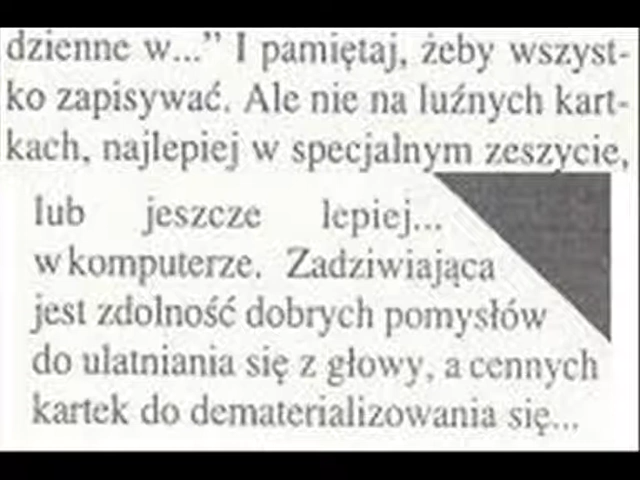 dzienne w...” I pamiętaj, żeby wszyst-
ko zapisywać. Ale nie na luźnych kart-
kach, najlepiej w specjalnym zeszycie,
lub jeszcze lepiej...
w komputerze. Zadziwiająca
jest zdolność dobrych pomysłów
do ulatniania się z głowy, a cennych
kartek do dematerializowania się...